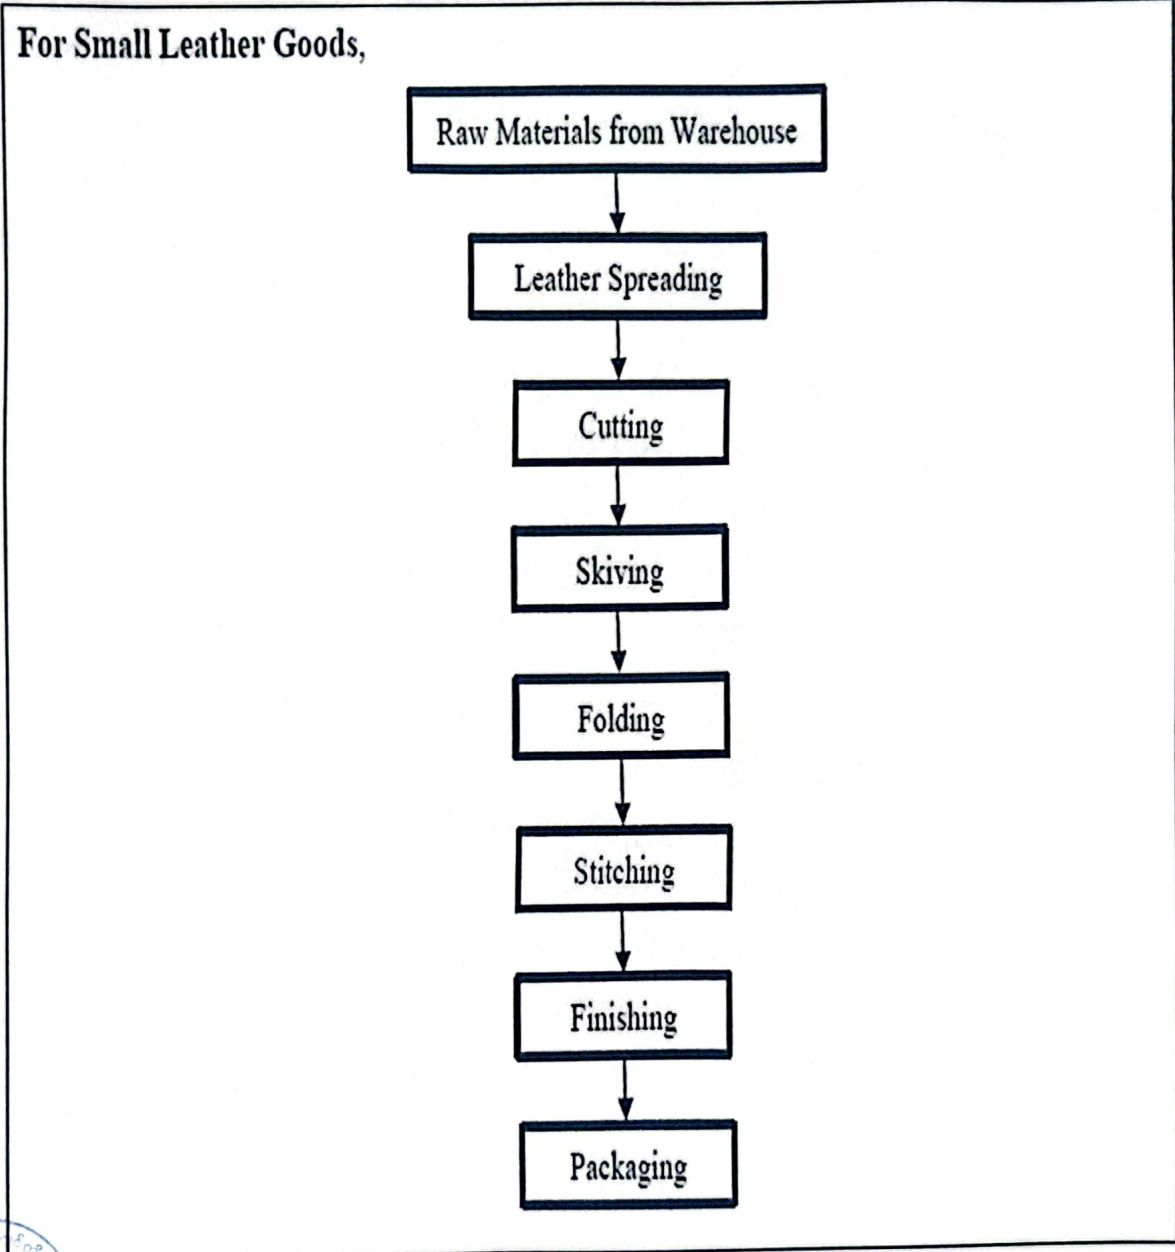 For Small Leather Goods,
Raw Materials from Warehouse
Leather Spreading
Cutting
Skiving
Folding
Stitching
Finishing
Packaging